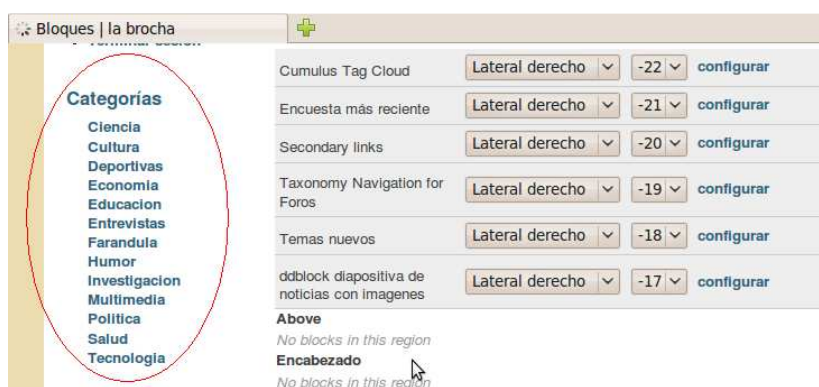 Bloques | la brocha
Terminar sesión
Categorías
Ciencia
Cultura
Deportivas
Economia
Educacion
Entrevistas
Farandula
Humor
Investigacion
Multimedia
Politica
Salud
Tecnologia
Cumulus Tag Cloud Lateral derecho -22 configurar
Encuesta más reciente Lateral derecho -21 configurar
Secondary links Lateral derecho -20 configurar
Taxonomy Navigation for
Foros Lateral derecho -19 configurar
Temas nuevos Lateral derecho -18 configurar
ddblock diapositiva de
noticias con imagenes Lateral derecho -17 configurar
Above
No blocks in this region
Encabezado
No blocks in this region